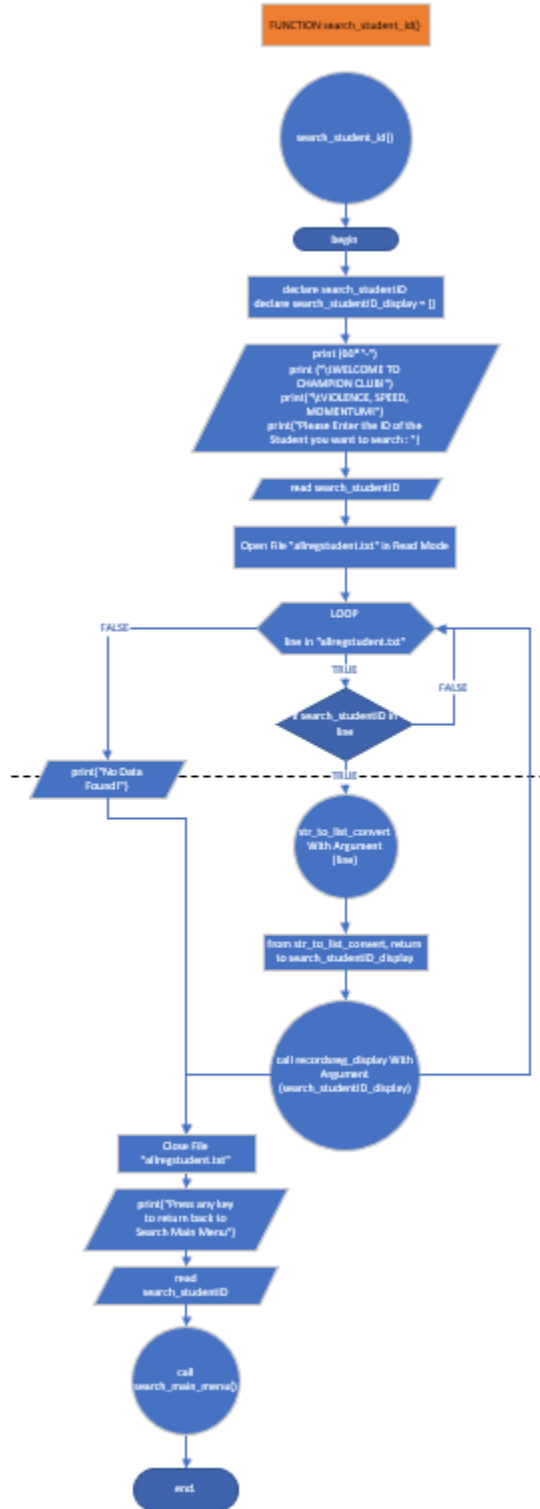 FUNCTION search_student_id()
search_student_id()
begin
declare search_studentID
declare search_studentID_display = []
print (60* "-")
print ("\t\WELCOME TO
CHAMPION CLUB!")
print("\t\VIOLENCE, SPEED,
MOMENTUM!")
print("Please Enter the ID of the
Student you want to search : ")
read search_studentID
Open File "allregstudent.txt" in Read Mode
LOOP
line in "allregstudent.txt"
FALSE
TRUE
FALSE
search_studentID in
line
print("No Data
Found!")
TRUE
str_to_list_convert
With Argument
(line)
from str_to_list_convert, return
to search_studentID_display
call recordsreg_display With
Argument
(search_studentID_display)
Close File
"allregstudent.txt"
print("Press any key
to return back to
Search Main Menu")
read
search_studentID
call
search_main_menu()
end.